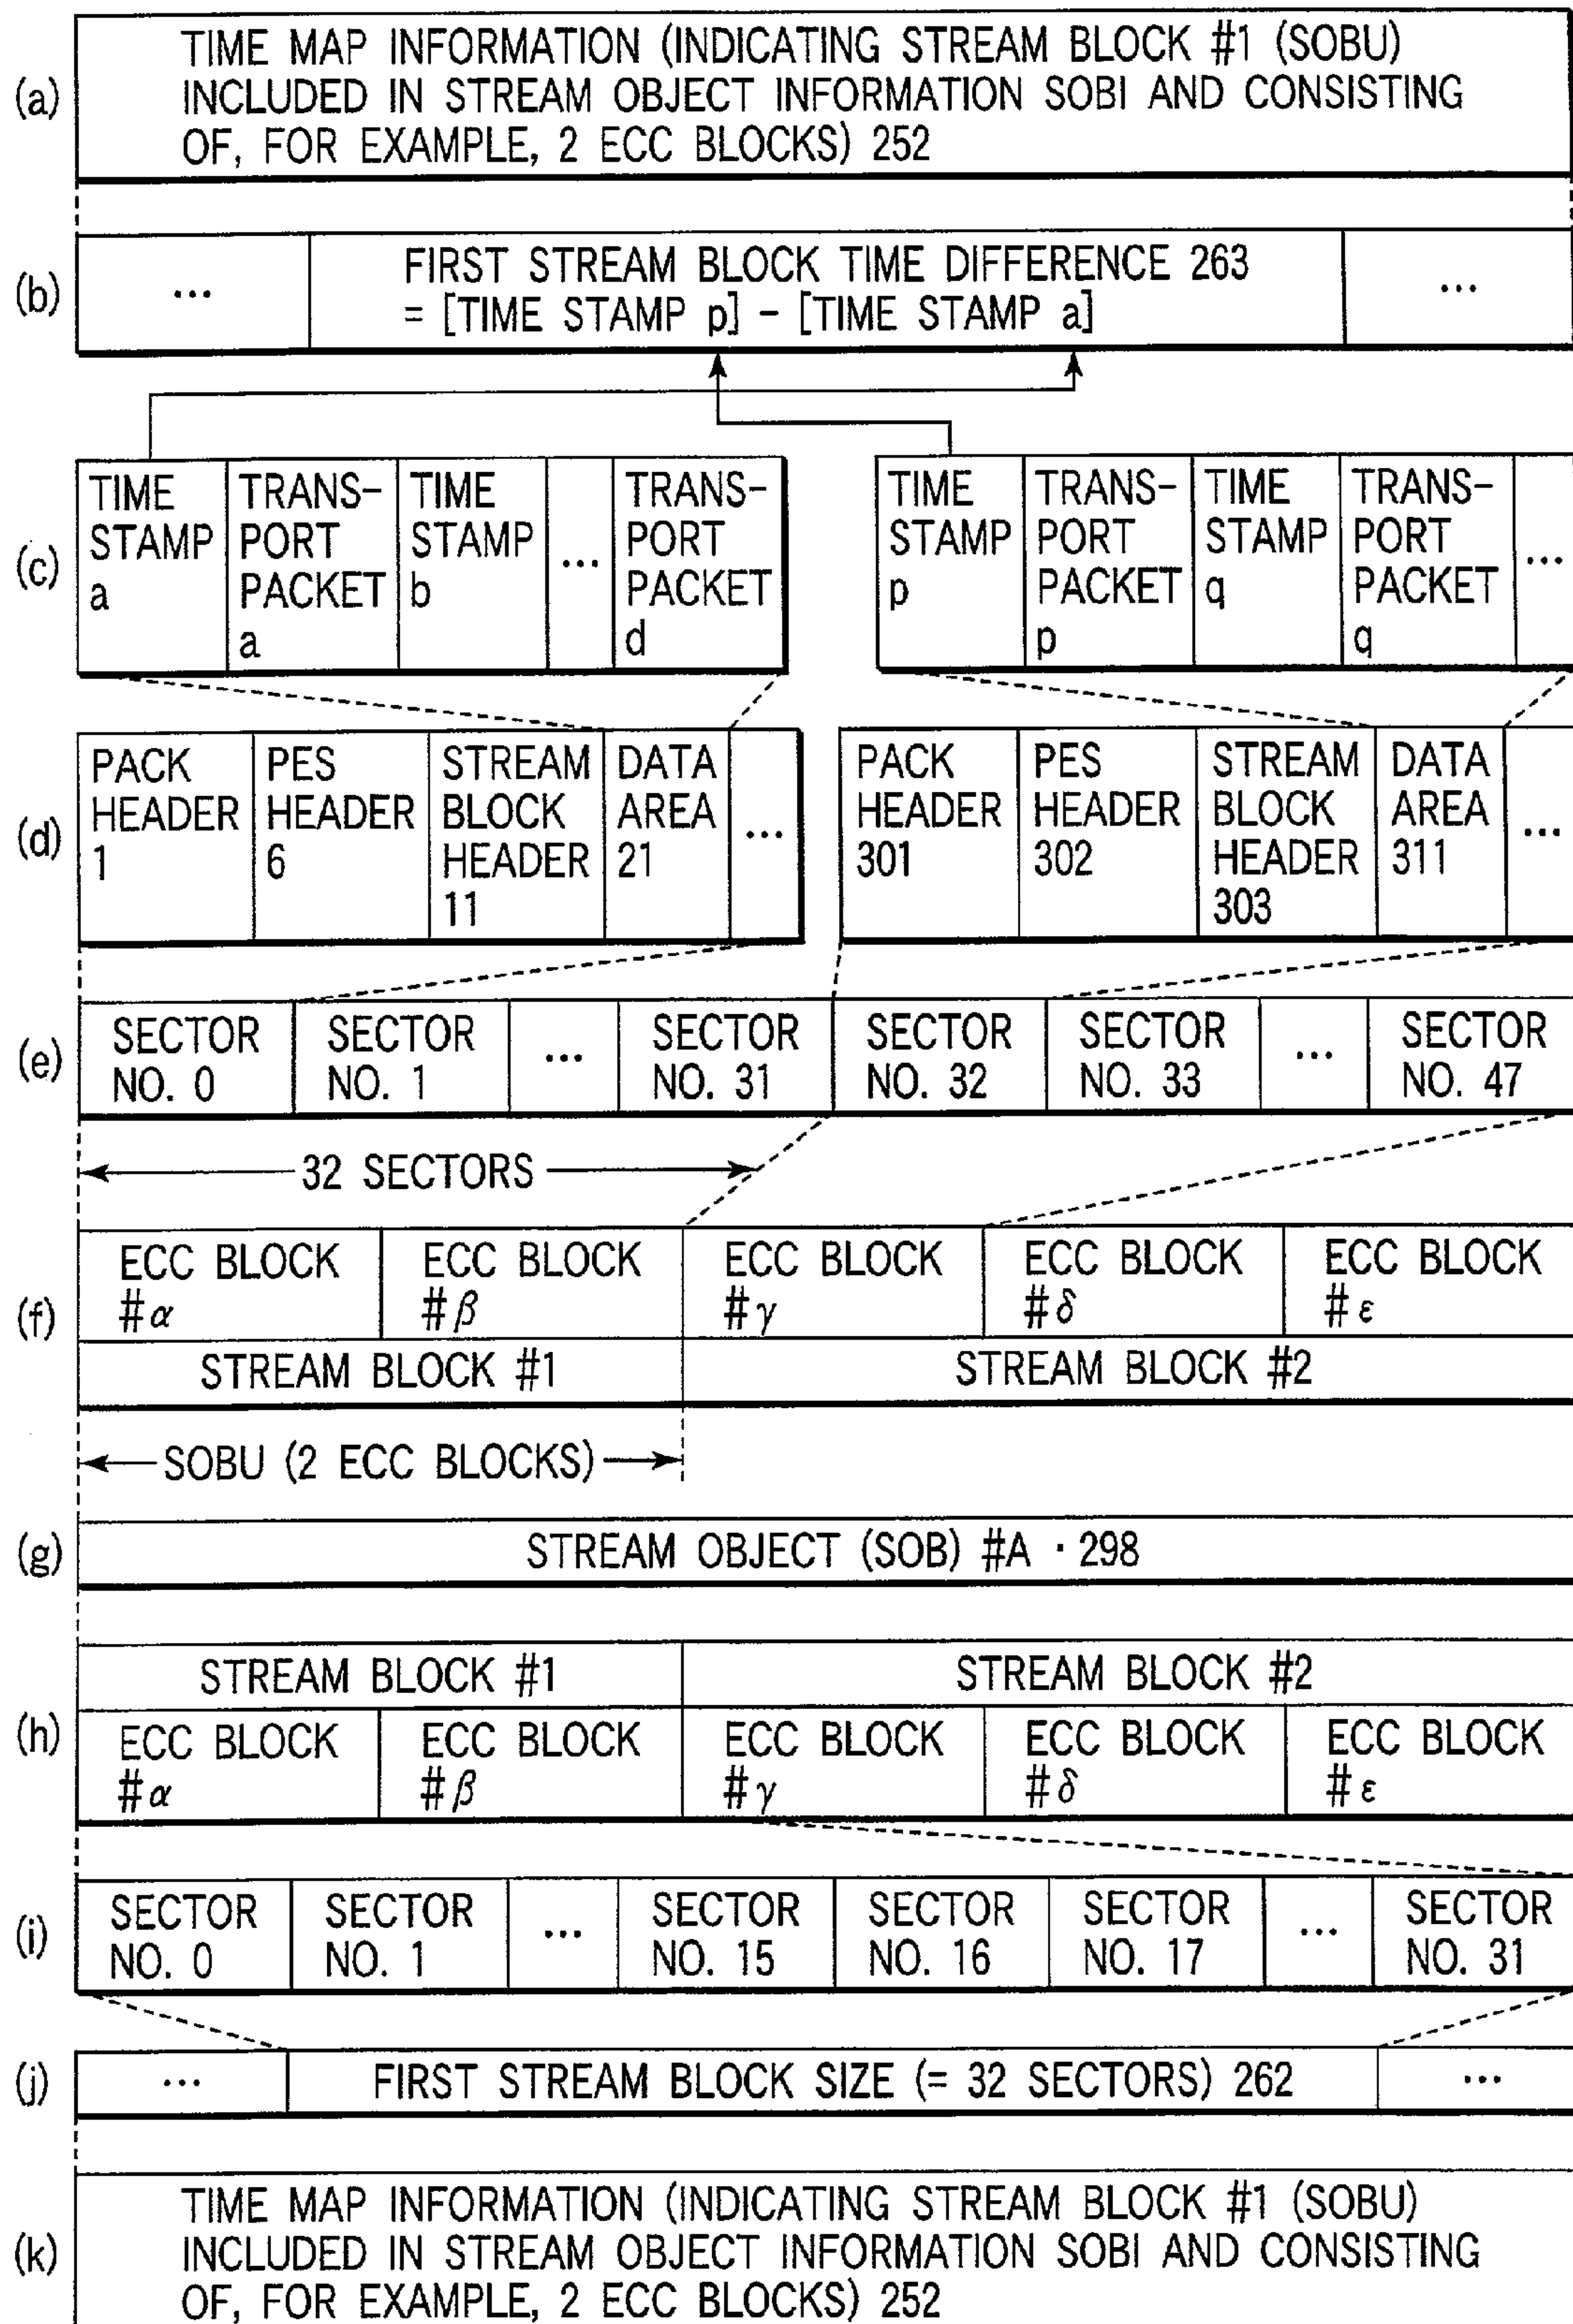 (a)
TIME MAP INFORMATION (INDICATING STREAM BLOCK #1 (SOBU)
INCLUDED IN STREAM OBJECT INFORMATION SOBI AND CONSISTING
OF, FOR EXAMPLE, 2 ECC BLOCKS) 252
(b)
...
FIRST STREAM BLOCK TIME DIFFERENCE 263
= [TIME STAMP p] - [TIME STAMP a]
...
(c)
TIME
STAMP
a
TRANS-
PORT
PACKET
a
TIME
STAMP
b
...
TRANS-
PORT
PACKET
d
TIME
STAMP
p
TRANS-
PORT
PACKET
p
TIME
STAMP
q
TRANS-
PORT
PACKET
q
...
(d)
PACK
HEADER
1
PES
HEADER
6
STREAM
BLOCK
HEADER
11
DATA
AREA
21
...
PACK
HEADER
301
PES
HEADER
302
STREAM
BLOCK
HEADER
303
DATA
AREA
311
...
(e)
SECTOR
NO. 0
SECTOR
NO. 1
...
SECTOR
NO. 31
SECTOR
NO. 32
SECTOR
NO. 33
...
SECTOR
NO. 47
32 SECTORS
(f)
ECC BLOCK
#α
ECC BLOCK
#β
ECC BLOCK
#γ
ECC BLOCK
#δ
ECC BLOCK
#ε
STREAM BLOCK #1
STREAM BLOCK #2
SOBU (2 ECC BLOCKS)
(g)
STREAM OBJECT (SOB) #A · 298
(h)
STREAM BLOCK #1
STREAM BLOCK #2
ECC BLOCK
#α
ECC BLOCK
#β
ECC BLOCK
#γ
ECC BLOCK
#δ
ECC BLOCK
#ε
(i)
SECTOR
NO. 0
SECTOR
NO. 1
...
SECTOR
NO. 15
SECTOR
NO. 16
SECTOR
NO. 17
...
SECTOR
NO. 31
(j)
...
FIRST STREAM BLOCK SIZE (= 32 SECTORS) 262
...
(k)
TIME MAP INFORMATION (INDICATING STREAM BLOCK #1 (SOBU)
INCLUDED IN STREAM OBJECT INFORMATION SOBI AND CONSISTING
OF, FOR EXAMPLE, 2 ECC BLOCKS) 252